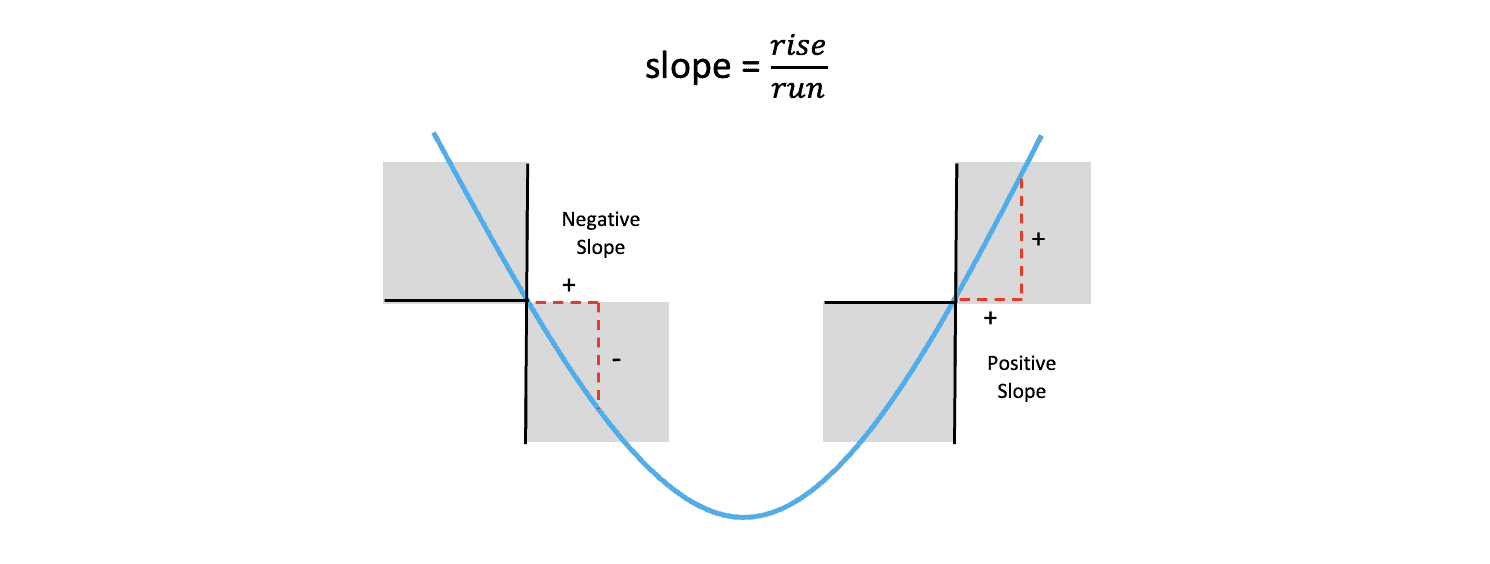 slope = rise/run
Negative
Slope
+
-
+
+
Positive
Slope